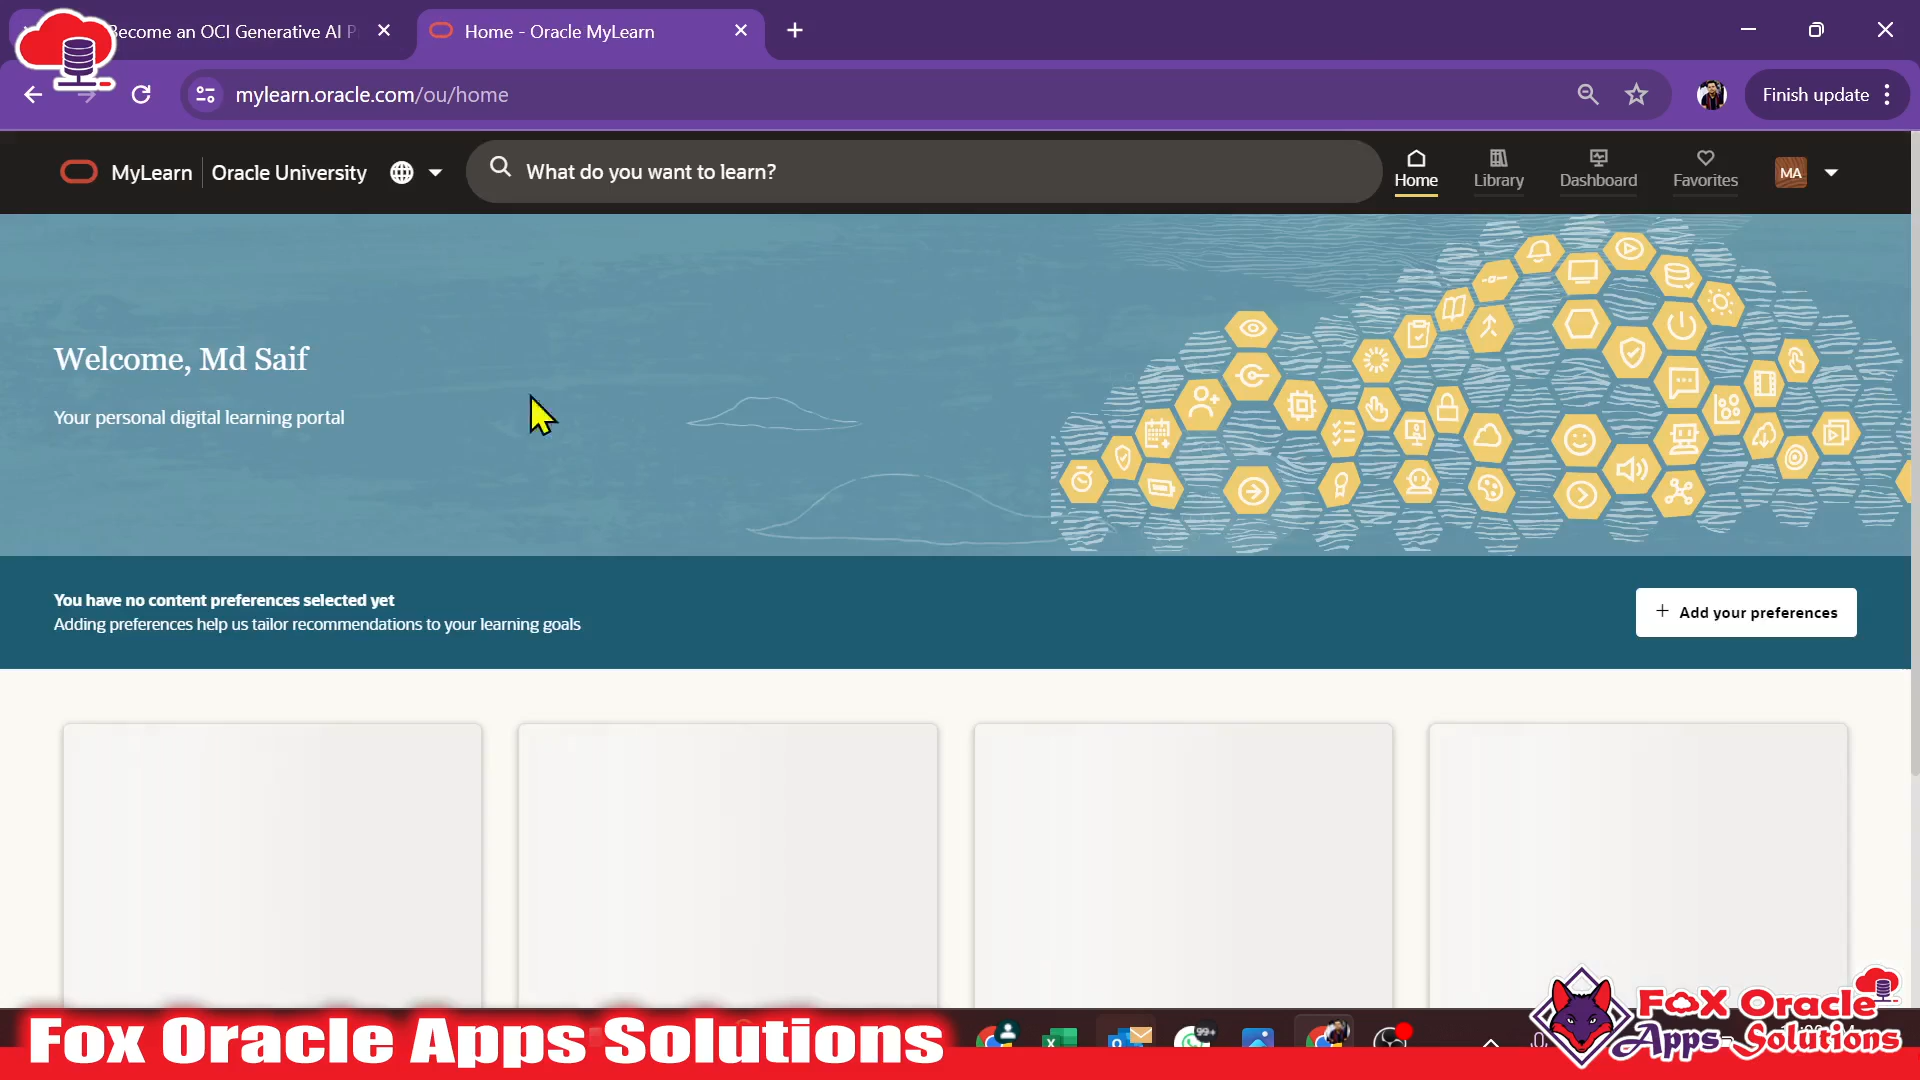 Become an OCI Generative AI P
Home - Oracle MyLearn
mylearn.oracle.com/ou/home
Finish update
MyLearn
Oracle University
What do you want to learn?
Home
Library
Dashboard
Favorites
MA
Welcome, Md Saif
Your personal digital learning portal
You have no content preferences selected yet
Adding preferences help us tailor recommendations to your learning goals
+ Add your preferences
Fox Oracle Apps Solutions
99+
Fox Oracle
Apps Solutions